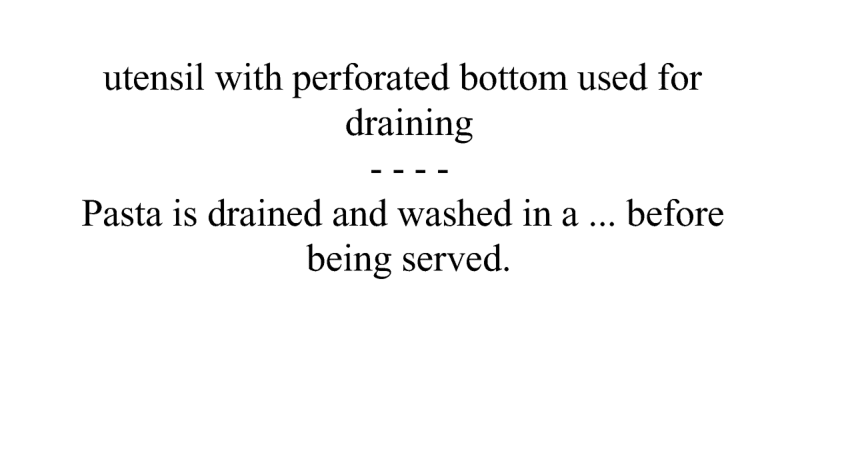 utensil with perforated bottom used for
draining
- - - -
Pasta is drained and washed in a ... before
being served.